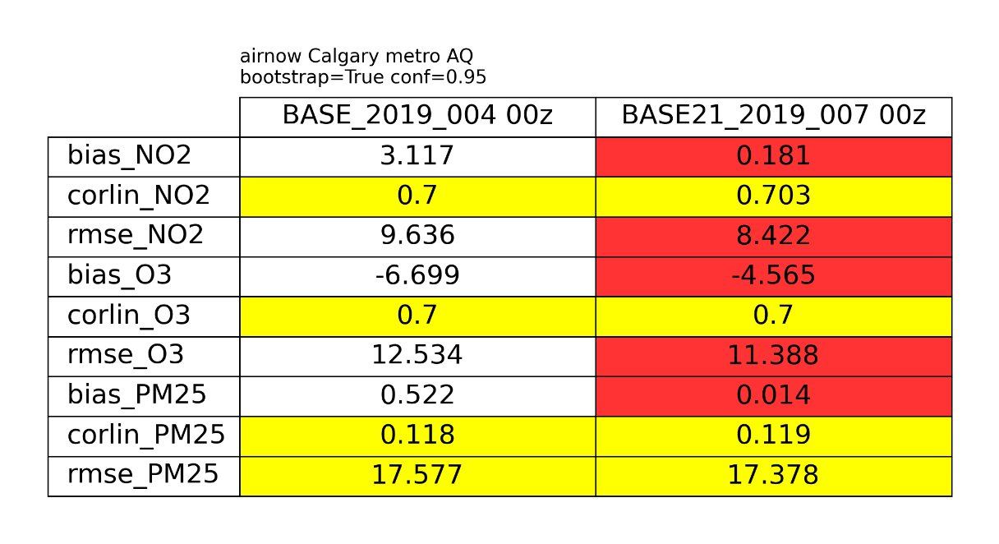 airnow Calgary metro AQ
bootstrap=True conf=0.95
BASE_2019_004 00z BASE21_2019_007 00z
bias_NO2 3.117 0.181
corlin_NO2 0.7 0.703
rmse_NO2 9.636 8.422
bias_O3 -6.699 -4.565
corlin_O3 0.7 0.7
rmse_O3 12.534 11.388
bias_PM25 0.522 0.014
corlin_PM25 0.118 0.119
rmse_PM25 17.577 17.378